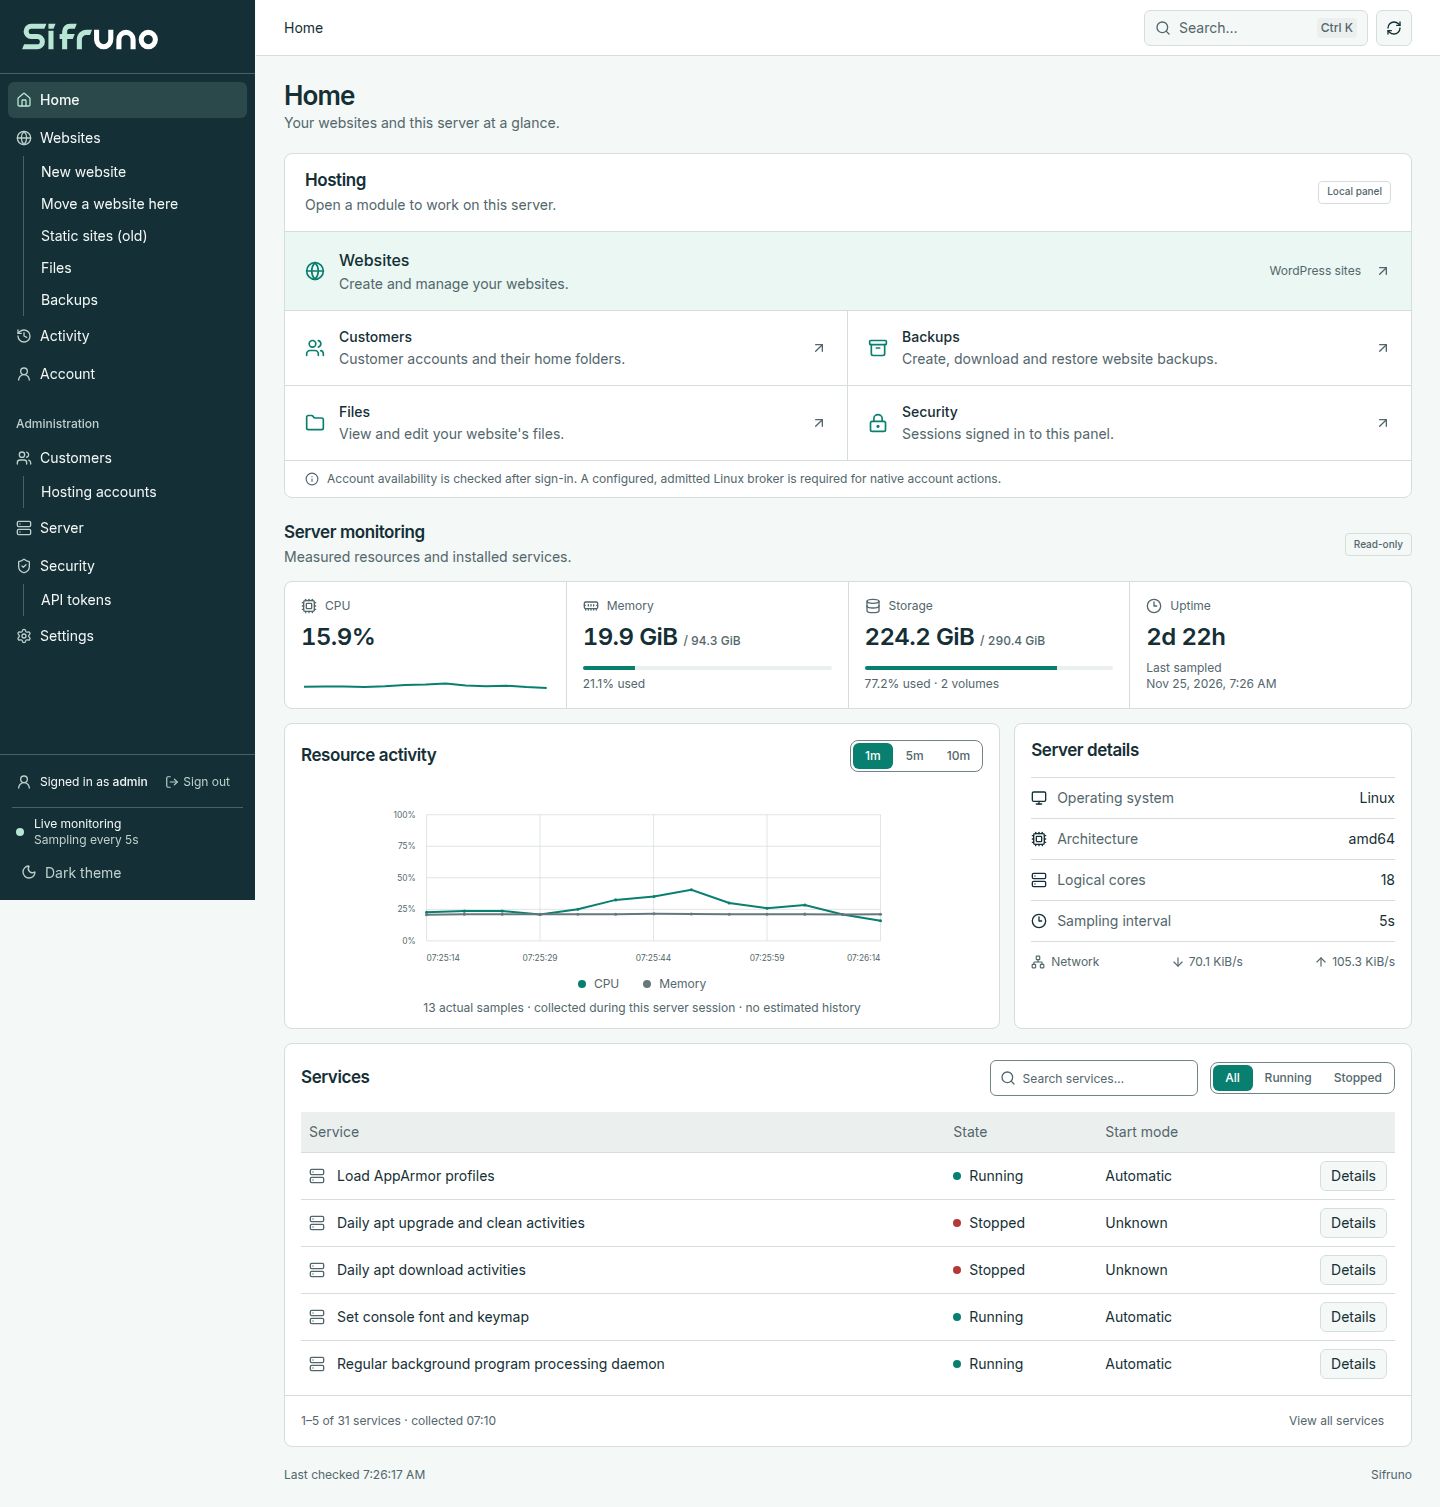 Sifruno
Home
Websites
New website
Move a website here
Static sites (old)
Files
Backups
Activity
Account
Administration
Customers
Hosting accounts
Server
Security
API tokens
Settings
Signed in as admin
Sign out
Live monitoring
Sampling every 5s
Dark theme
Home
Search...
Ctrl K
Home
Your websites and this server at a glance.
Hosting
Open a module to work on this server.
Local panel
Websites
Create and manage your websites.
WordPress sites
Customers
Customer accounts and their home folders.
Backups
Create, download and restore website backups.
Files
View and edit your website's files.
Security
Sessions signed in to this panel.
Account availability is checked after sign-in. A configured, admitted Linux broker is required for native account actions.
Server monitoring
Measured resources and installed services.
Read-only
CPU
15.9%
Memory
19.9 GiB / 94.3 GiB
21.1% used
Storage
224.2 GiB / 290.4 GiB
77.2% used · 2 volumes
Uptime
2d 22h
Last sampled
Nov 25, 2026, 7:26 AM
Resource activity
1m 5m 10m
100%
75%
50%
25%
0%
07:25:14 07:25:29 07:25:44 07:25:59 07:26:14
CPU Memory
13 actual samples · collected during this server session · no estimated history
Server details
Operating system Linux
Architecture amd64
Logical cores 18
Sampling interval 5s
Network 70.1 KiB/s 105.3 KiB/s
Services
Search services...
All Running Stopped
Service State Start mode
Load AppArmor profiles Running Automatic Details
Daily apt upgrade and clean activities Stopped Unknown Details
Daily apt download activities Stopped Unknown Details
Set console font and keymap Running Automatic Details
Regular background program processing daemon Running Automatic Details
1–5 of 31 services · collected 07:10
View all services
Last checked 7:26:17 AM
Sifruno